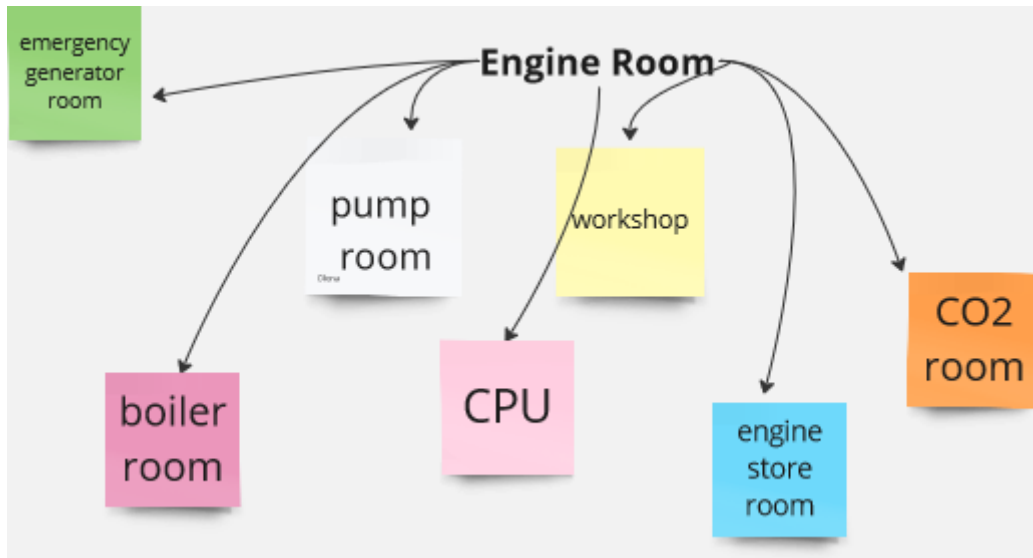 Engine Room
emergency
generator
room
pump
room
workshop
CO2
room
boiler
room
CPU
engine
store
room